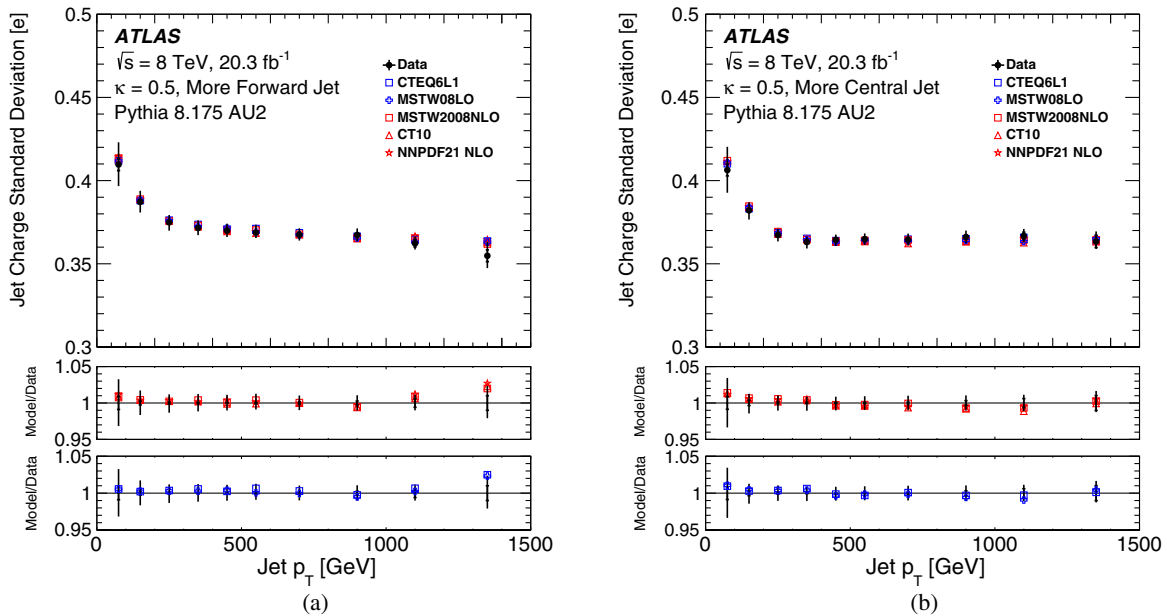 Jet Charge Standard Deviation [e]
0.5
0.45
0.4
0.35
0.3
ATLAS
√s = 8 TeV, 20.3 fb⁻¹
κ = 0.5, More Forward Jet
Pythia 8.175 AU2
Data
CTEQ6L1
MSTW08LO
MSTW2008NLO
CT10
NNPDF21 NLO
Model/Data
1.05
1
0.95
Model/Data
1.05
1
0.95
0 500 1000 1500
Jet p_T [GeV]
(a)
Jet Charge Standard Deviation [e]
0.5
0.45
0.4
0.35
0.3
ATLAS
√s = 8 TeV, 20.3 fb⁻¹
κ = 0.5, More Central Jet
Pythia 8.175 AU2
Data
CTEQ6L1
MSTW08LO
MSTW2008NLO
CT10
NNPDF21 NLO
Model/Data
1.05
1
0.95
Model/Data
1.05
1
0.95
0 500 1000 1500
Jet p_T [GeV]
(b)